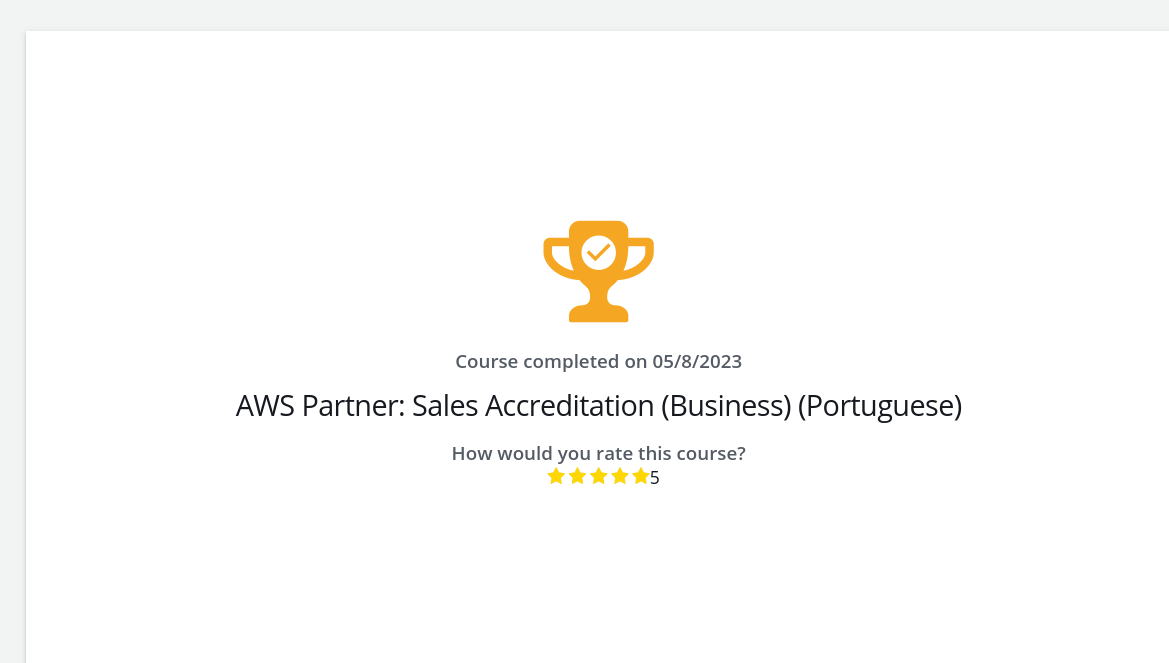 Course completed on 05/8/2023
AWS Partner: Sales Accreditation (Business) (Portuguese)
How would you rate this course?
5